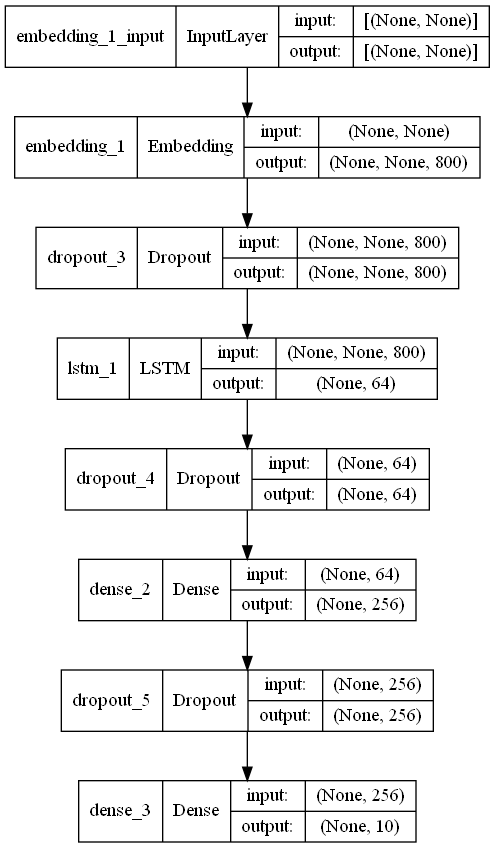 embedding_1_input InputLayer input: [(None, None)]
output: [(None, None)]
embedding_1 Embedding input: (None, None)
output: (None, None, 800)
dropout_3 Dropout input: (None, None, 800)
output: (None, None, 800)
lstm_1 LSTM input: (None, None, 800)
output: (None, 64)
dropout_4 Dropout input: (None, 64)
output: (None, 64)
dense_2 Dense input: (None, 64)
output: (None, 256)
dropout_5 Dropout input: (None, 256)
output: (None, 256)
dense_3 Dense input: (None, 256)
output: (None, 10)